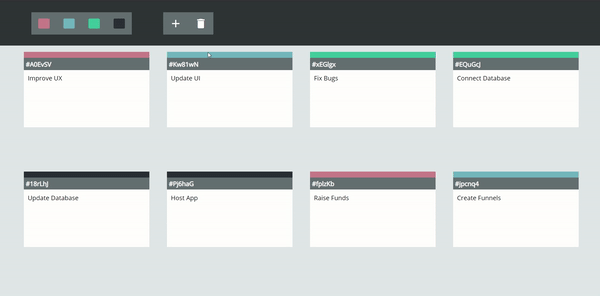 #A0EvSV
Improve UX
#Kw81wN
Update UI
#xEGlgx
Fix Bugs
#EQuGcJ
Connect Database
#18rLhJ
Update Database
#PJ6haG
Host App
#fplzKb
Raise Funds
#jpcnq4
Create Funnels